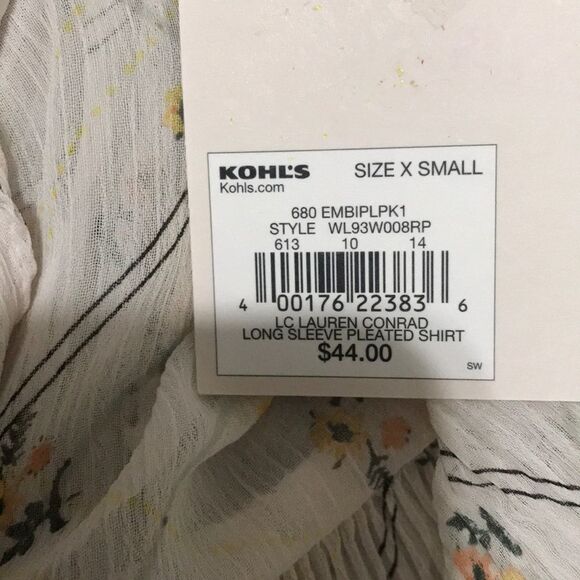 KOHL'S SIZE X SMALL
Kohls.com
680 EMBIPLPK1
STYLE WL93W008RP
613 10 14
4 00176 22383 6
LC LAUREN CONRAD
LONG SLEEVE PLEATED SHIRT
$44.00
SW